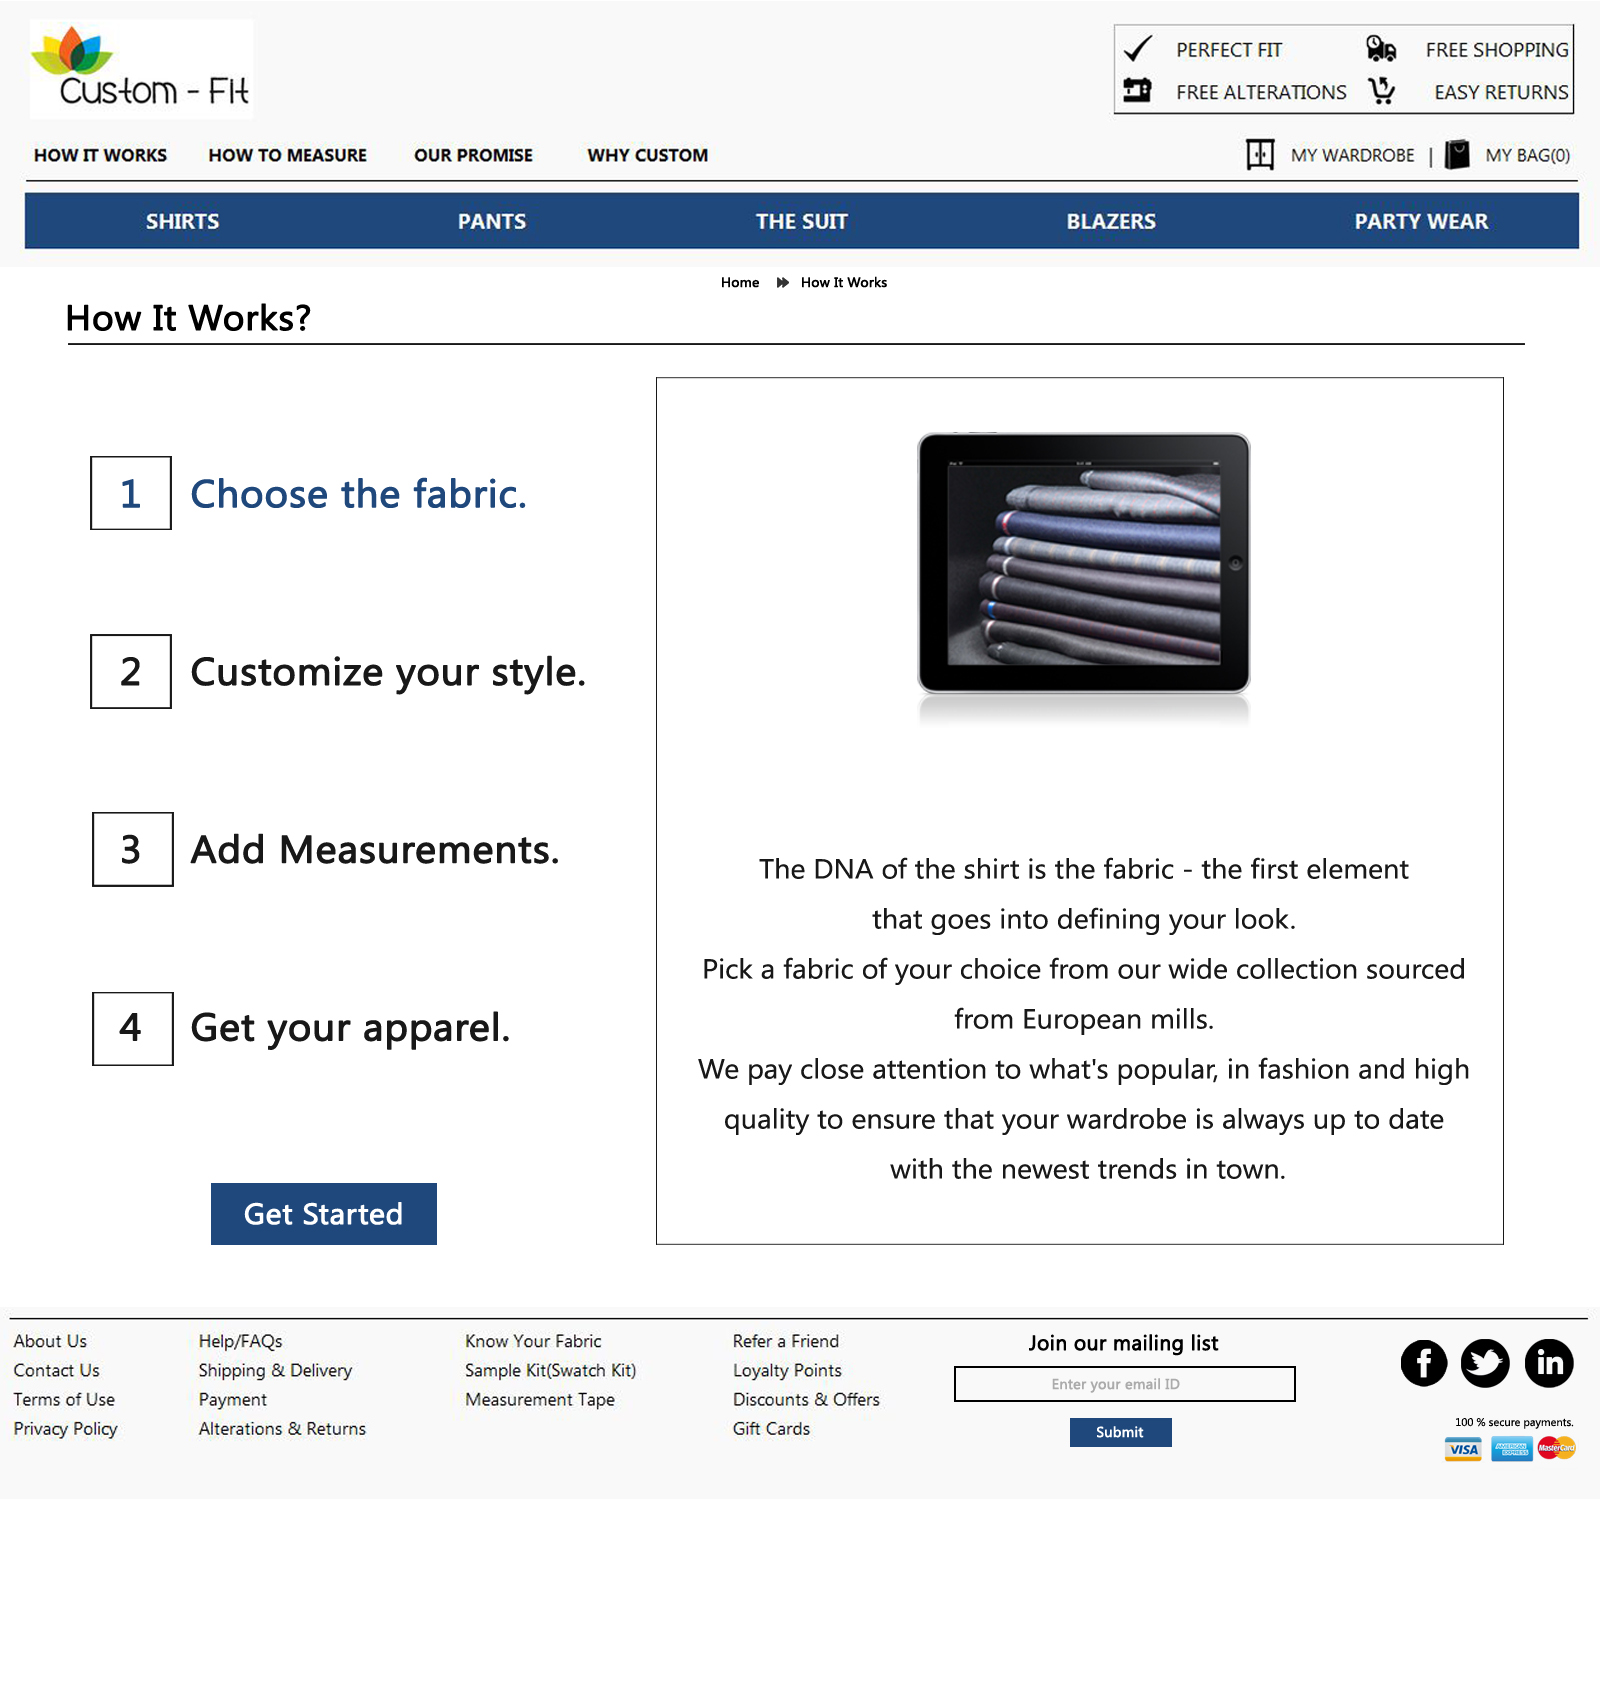 Custom - Fit
PERFECT FIT
FREE SHOPPING
FREE ALTERATIONS
EASY RETURNS
HOW IT WORKS
HOW TO MEASURE
OUR PROMISE
WHY CUSTOM
MY WARDROBE | MY BAG(0)
SHIRTS
PANTS
THE SUIT
BLAZERS
PARTY WEAR
Home
How It Works
How It Works?
1 Choose the fabric.
2 Customize your style.
3 Add Measurements.
4 Get your apparel.
Get Started
The DNA of the shirt is the fabric - the first element
that goes into defining your look.
Pick a fabric of your choice from our wide collection sourced
from European mills.
We pay close attention to what's popular, in fashion and high
quality to ensure that your wardrobe is always up to date
with the newest trends in town.
About Us
Contact Us
Terms of Use
Privacy Policy
Help/FAQs
Shipping & Delivery
Payment
Alterations & Returns
Know Your Fabric
Sample Kit(Swatch Kit)
Measurement Tape
Refer a Friend
Loyalty Points
Discounts & Offers
Gift Cards
Join our mailing list
Enter your email ID
Submit
f
in
100 % secure payments.
VISA
AMERICAN EXPRESS
MasterCard